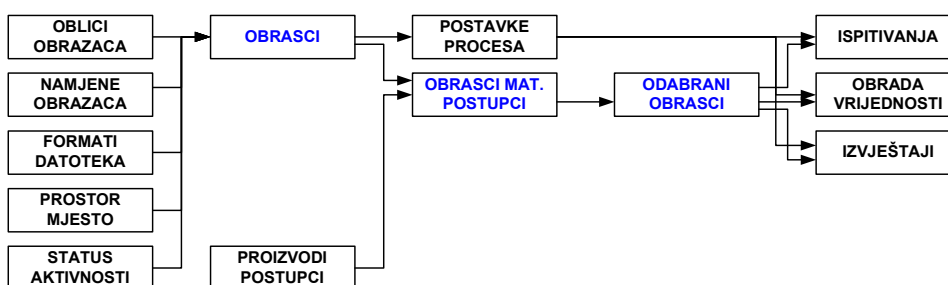 OBLICI
OBRAZACA
OBRASCI
POSTAVKE
PROCESA
ISPITIVANJA
NAMJENE
OBRAZACA
OBRASCI MAT.
POSTUPCI
ODABRANI
OBRASCI
OBRADA
VRIJEDNOSTI
FORMATI
DATOTEKA
IZVJEŠTAJI
PROSTOR
MJESTO
STATUS
AKTIVNOSTI
PROIZVODI
POSTUPCI